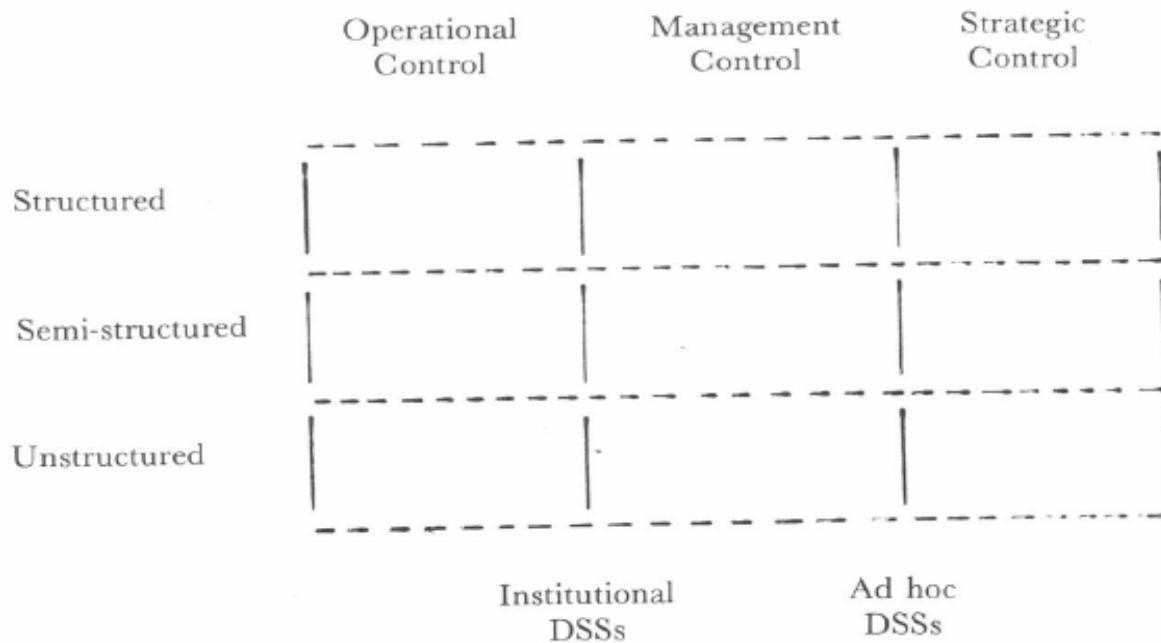 Operational Management Strategic
Control Control Control
Structured
Semi-structured
Unstructured
Institutional Ad hoc
DSSs DSSs